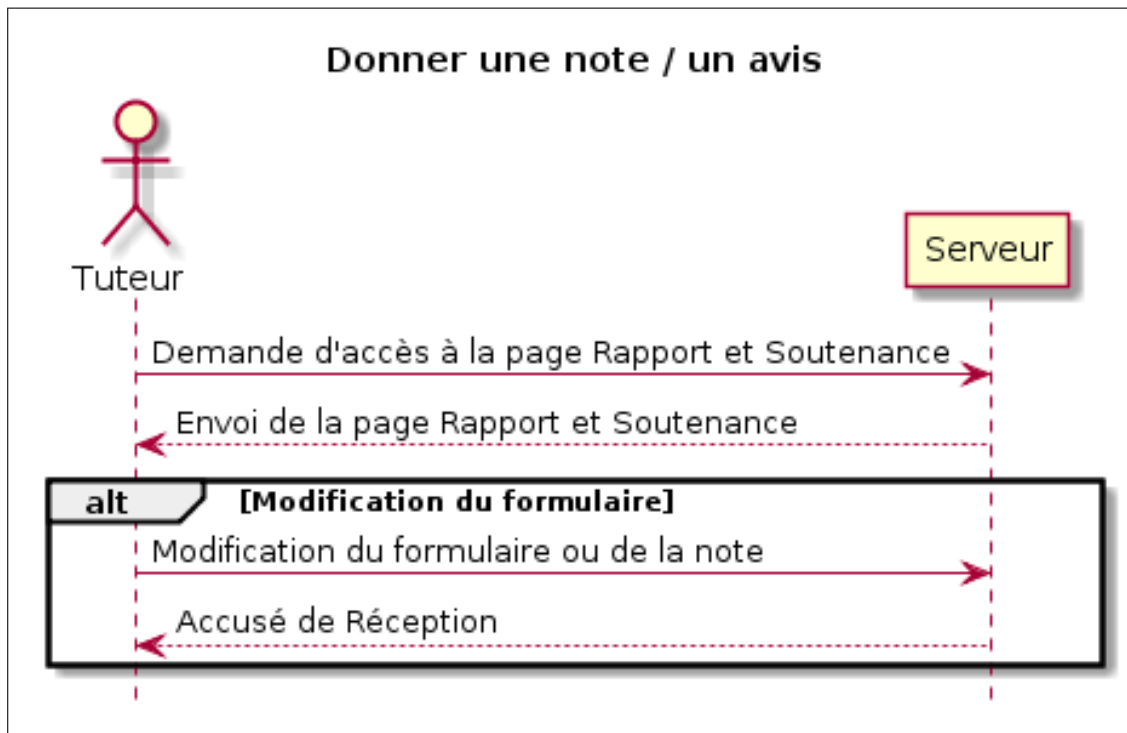 Donner une note / un avis
Tuteur
Serveur
Demande d'accès à la page Rapport et Soutenance
Envoi de la page Rapport et Soutenance
alt [Modification du formulaire]
Modification du formulaire ou de la note
Accusé de Réception